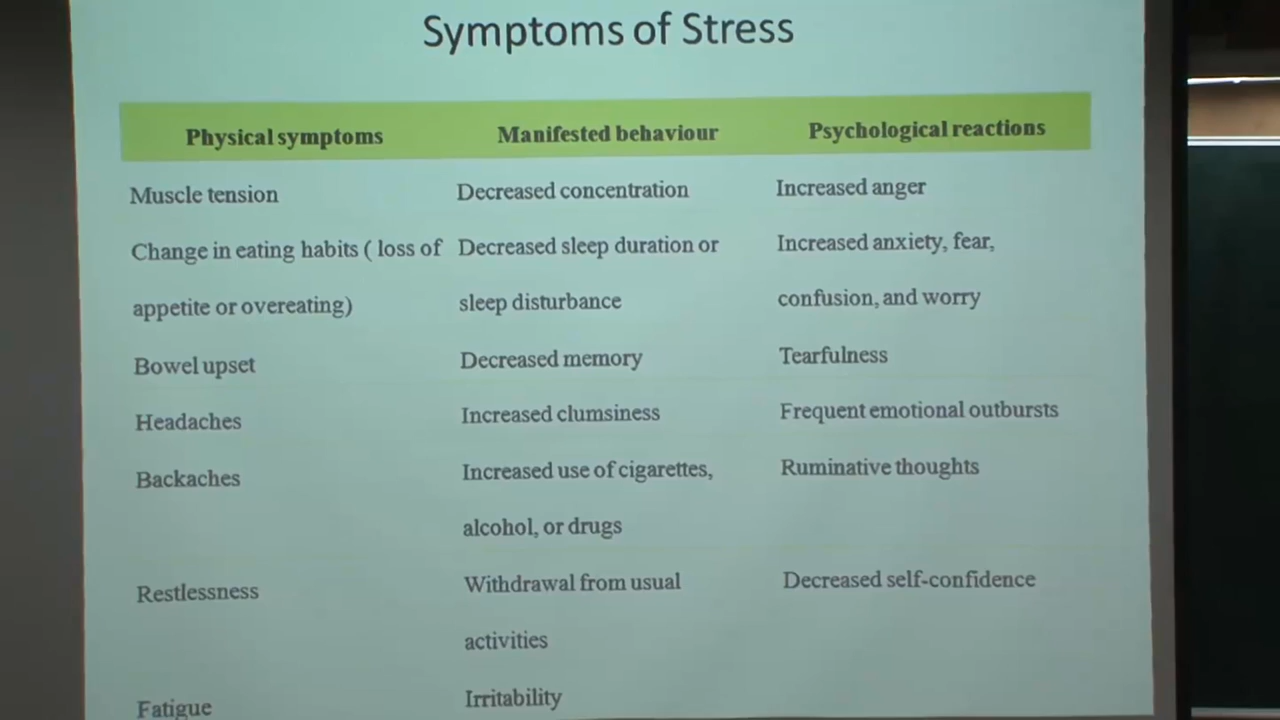 Symptoms of Stress
Physical symptoms Manifested behaviour Psychological reactions
Muscle tension Decreased concentration Increased anger
Change in eating habits ( loss of Decreased sleep duration or Increased anxiety, fear,
appetite or overeating) sleep disturbance confusion, and worry
Bowel upset Decreased memory Tearfulness
Headaches Increased clumsiness Frequent emotional outbursts
Backaches Increased use of cigarettes, Ruminative thoughts
alcohol, or drugs
Restlessness Withdrawal from usual Decreased self-confidence
activities
Fatigue Irritability